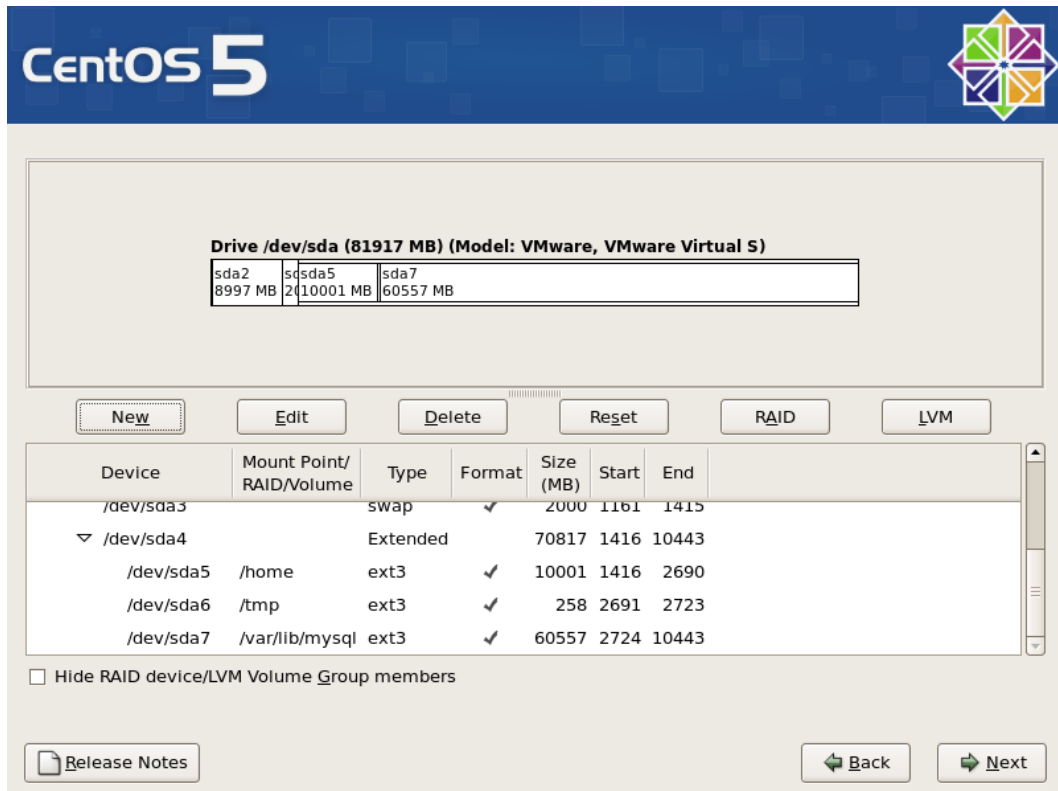 CentOS 5
Drive /dev/sda (81917 MB) (Model: VMware, VMware Virtual S)
sda2 sda5 sda7
8997 MB 10001 MB 60557 MB
New Edit Delete Reset RAID LVM
Device Mount Point/ RAID/Volume Type Format Size (MB) Start End
/dev/sda3 swap 2000 1161 1415
/dev/sda4 Extended 70817 1416 10443
/dev/sda5 /home ext3 10001 1416 2690
/dev/sda6 /tmp ext3 258 2691 2723
/dev/sda7 /var/lib/mysql ext3 60557 2724 10443
Hide RAID device/LVM Volume Group members
Release Notes Back Next